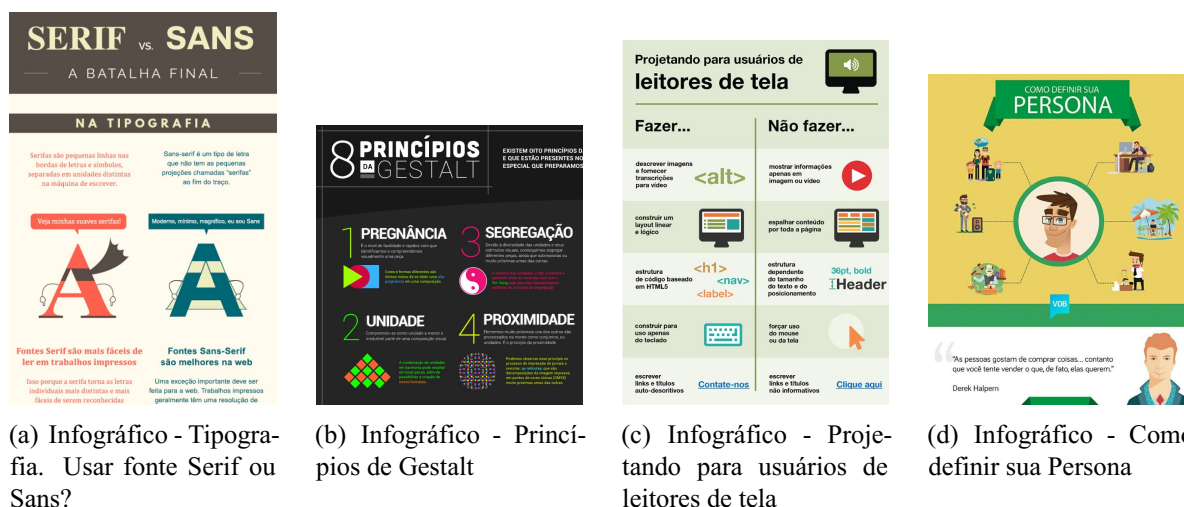 SERIF vs. SANS
A BATALHA FINAL
NA TIPOGRAFIA
Serifas são pequenas linhas nas
bordas de letras e símbolos,
separadas em unidades distintas
na máquina de escrever.
Sans-serif é um tipo de letra
que não tem as pequenas
projeções chamadas "serifas"
ao fim do traço.
Veja minhas suaves serifas!
Moderno, mínimo, magnífico, eu sou Sans
A
A
Fontes Serif são mais fáceis de
ler em trabalhos impressos
Isso porque a serifa torna as letras
individuais mais distintas e mais
fáceis de serem reconhecidas
Fontes Sans-Serif
são melhores na web
Uma exceção importante deve ser
feita para a web. Trabalhos impressos
geralmente têm uma resolução de
(a) Infográfico - Tipogra-
fia. Usar fonte Serif ou
Sans?
8 PRINCÍPIOS
DA GESTALT
EXISTEM OITO PRINCÍPIOS D
E QUE ESTÃO PRESENTES NO
ESPECIAL QUE PREPARAMOS
1 PREGNÂNCIA
3 SEGREGAÇÃO
2 UNIDADE
4 PROXIMIDADE
(b) Infográfico - Princí-
pios de Gestalt
Projetando para usuários de
leitores de tela
Fazer...
Não fazer...
descrever imagens
e fornecer
transcrições
para vídeo
<alt>
mostrar informações
apenas em
imagem ou vídeo
construir um
layout linear
e lógico
espalhar conteúdo
por toda a página
estrutura
de código baseado
em HTML5
<h1>
<nav>
<label>
estrutura
dependente
do tamanho
do texto e do
posicionamento
36pt, bold
Header
construir para
uso apenas
do teclado
forçar uso
do mouse
ou da tela
escrever
links e títulos
auto-descritivos
Contate-nos
escrever
links e títulos
não informativos
Clique aqui
(c) Infográfico - Proje-
tando para usuários de
leitores de tela
COMO DEFINIR SUA
PERSONA
VDB
"As pessoas gostam de comprar coisas... contanto
que você tente vender o que, de fato, elas querem."
Derek Halpern
(d) Infográfico - Como
definir sua Persona